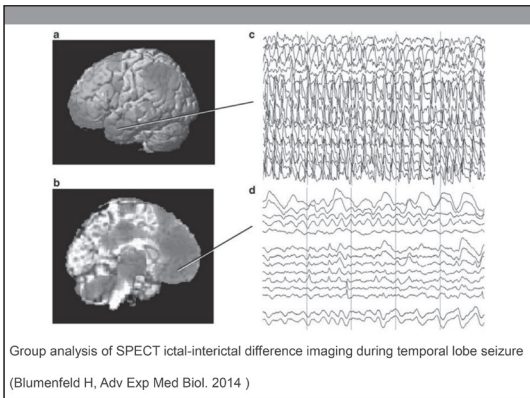 a
c
b
d
Group analysis of SPECT ictal-interictal difference imaging during temporal lobe seizure
(Blumenfeld H, Adv Exp Med Biol. 2014 )